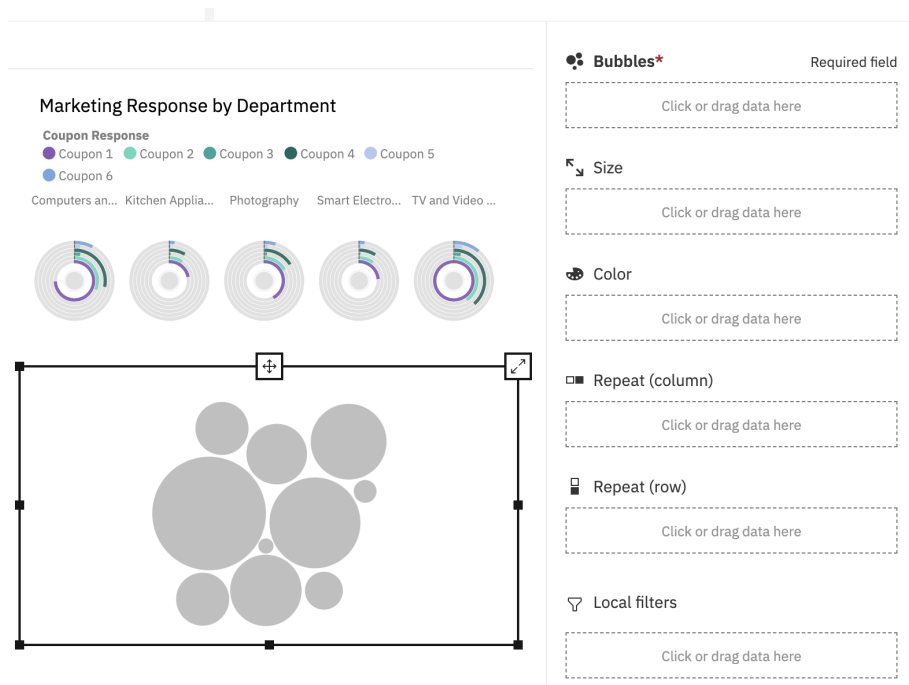 Marketing Response by Department
Coupon Response
Coupon 1 Coupon 2 Coupon 3 Coupon 4 Coupon 5
Coupon 6
Computers an... Kitchen Applia... Photography Smart Electro... TV and Video ...
Bubbles* Required field
Click or drag data here
Size
Click or drag data here
Color
Click or drag data here
Repeat (column)
Click or drag data here
Repeat (row)
Click or drag data here
Local filters
Click or drag data here